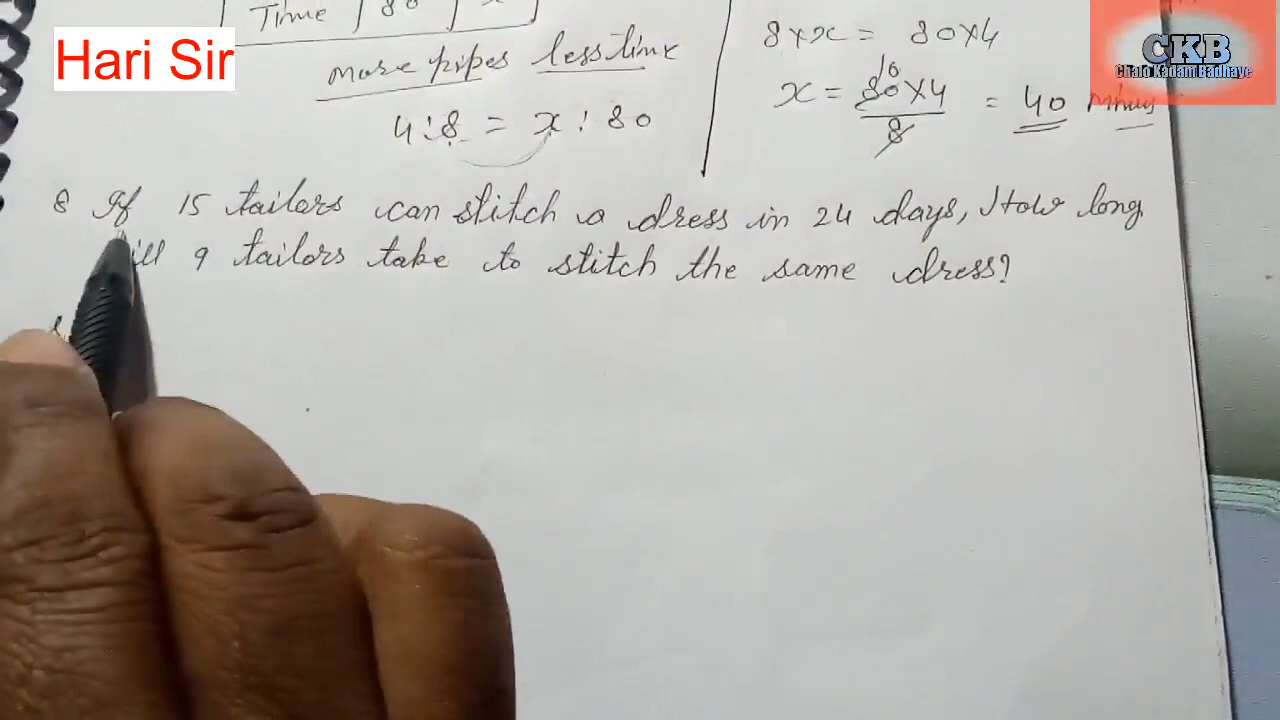 Time | 80 | x
Hari Sir
more pipes less time
4 : 8 = x : 80
8 × x = 80 × 4
10
x = 80 × 4 = 40
8
CKB
Chalo Kadam Badhaye
8 If 15 tailors can stitch a dress in 24 days, How long
ill 9 tailors take to stitch the same dress?